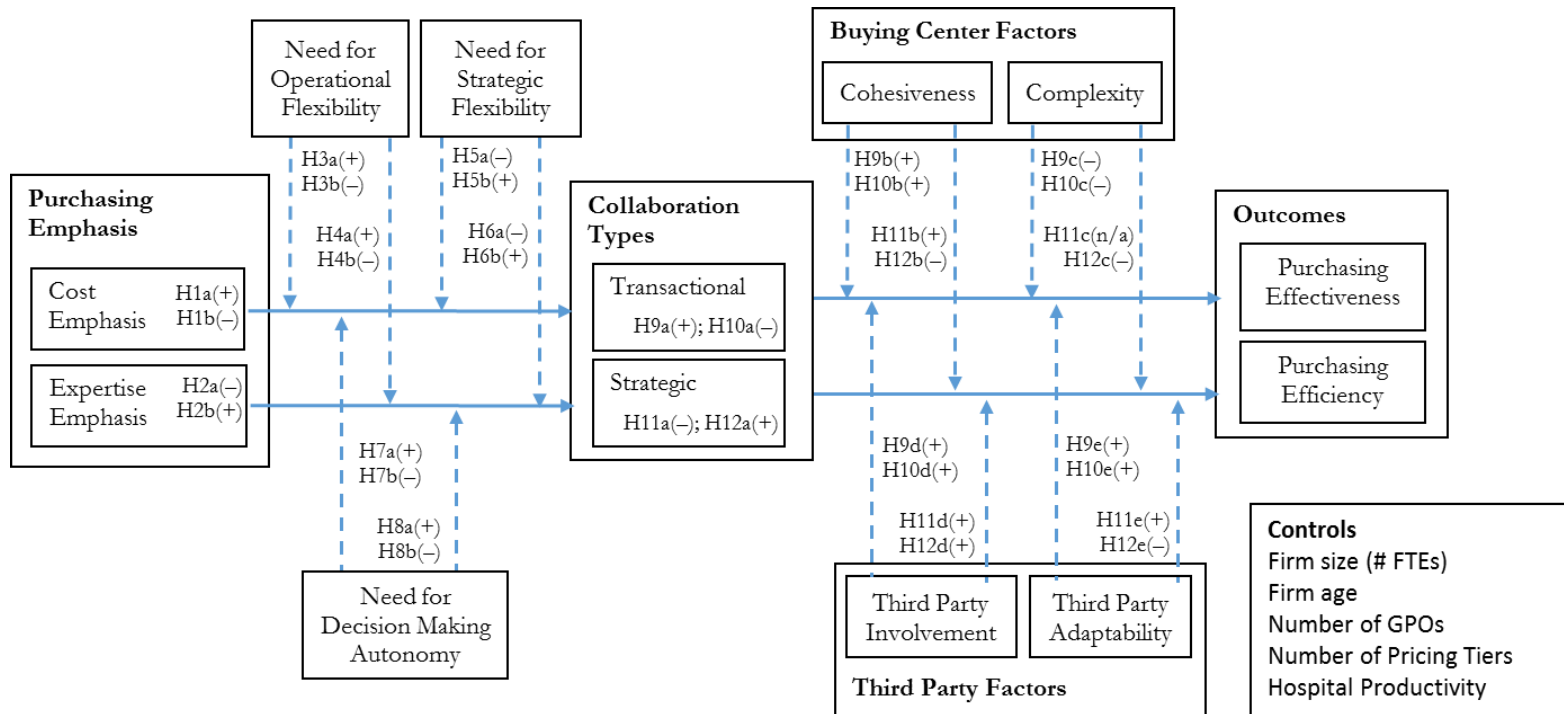 Need for
Operational
Flexibility
Need for
Strategic
Flexibility
Buying Center Factors
Cohesiveness
Complexity
H3a(+)
H3b(–)
H4a(+)
H4b(–)
H5a(–)
H5b(+)
H6a(–)
H6b(+)
H9b(+)
H10b(+)
H11b(+)
H12b(–)
H9c(–)
H10c(–)
H11c(n/a)
H12c(–)
Purchasing
Emphasis
Cost
Emphasis
H1a(+)
H1b(–)
Expertise
Emphasis
H2a(–)
H2b(+)
Collaboration
Types
Transactional
H9a(+); H10a(–)
Strategic
H11a(–); H12a(+)
Outcomes
Purchasing
Effectiveness
Purchasing
Efficiency
H7a(+)
H7b(–)
H8a(+)
H8b(–)
Need for
Decision Making
Autonomy
H9d(+)
H10d(+)
H11d(+)
H12d(+)
H9e(+)
H10e(+)
H11e(+)
H12e(–)
Third Party
Involvement
Third Party
Adaptability
Third Party Factors
Controls
Firm size (# FTEs)
Firm age
Number of GPOs
Number of Pricing Tiers
Hospital Productivity